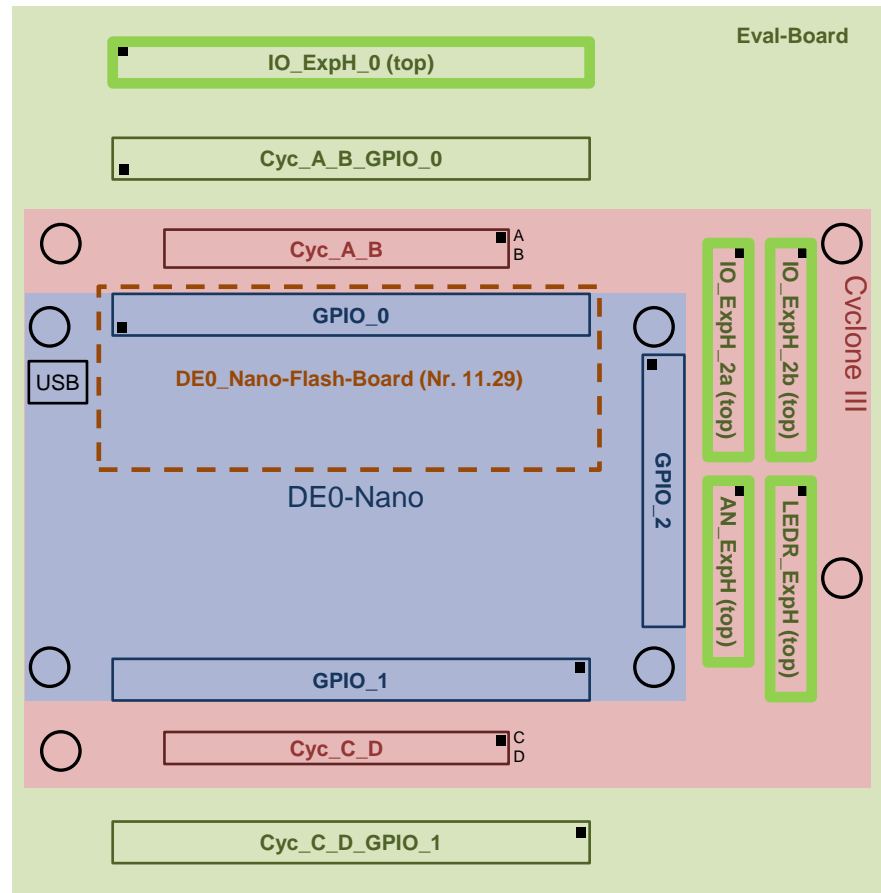 Eval-Board
IO_ExpH_0 (top)
Cyc_A_B_GPIO_0
Cyc_A_B
A
B
IO_ExpH_2a (top)
IO_ExpH_2b (top)
Cyclone III
GPIO_0
USB
DE0_Nano-Flash-Board (Nr. 11.29)
GPIO_2
DE0-Nano
AN_ExpH (top)
LEDR_ExpH (top)
GPIO_1
Cyc_C_D
C
D
Cyc_C_D_GPIO_1